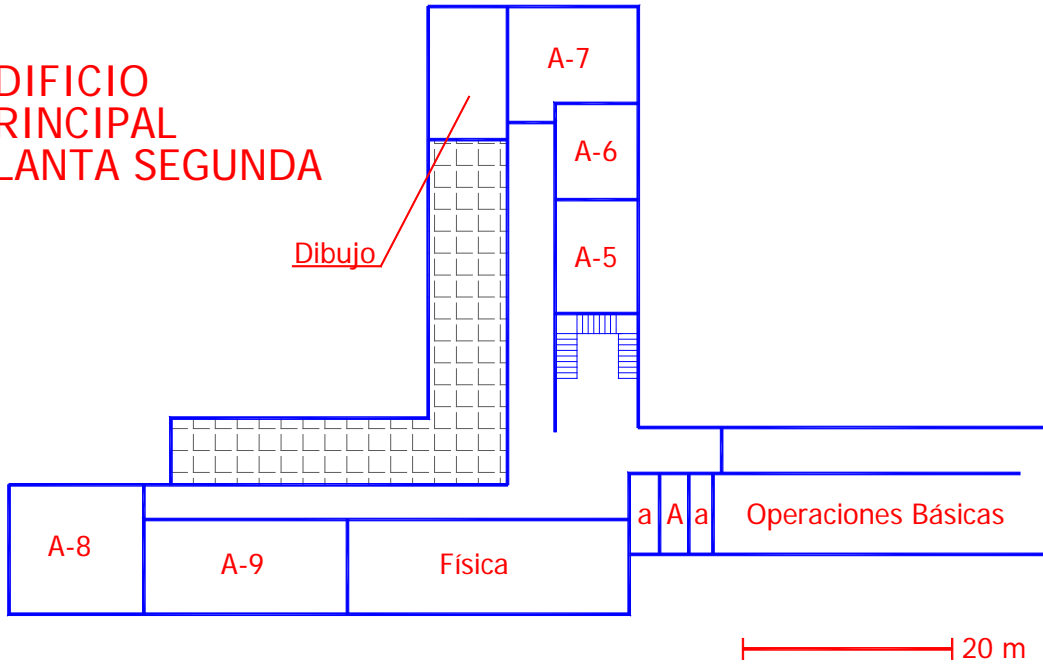 DIFICIO
RINCIPAL
LANTA SEGUNDA
A-7
A-6
Dibujo
A-5
a A a Operaciones Básicas
A-8
A-9
Física
20 m